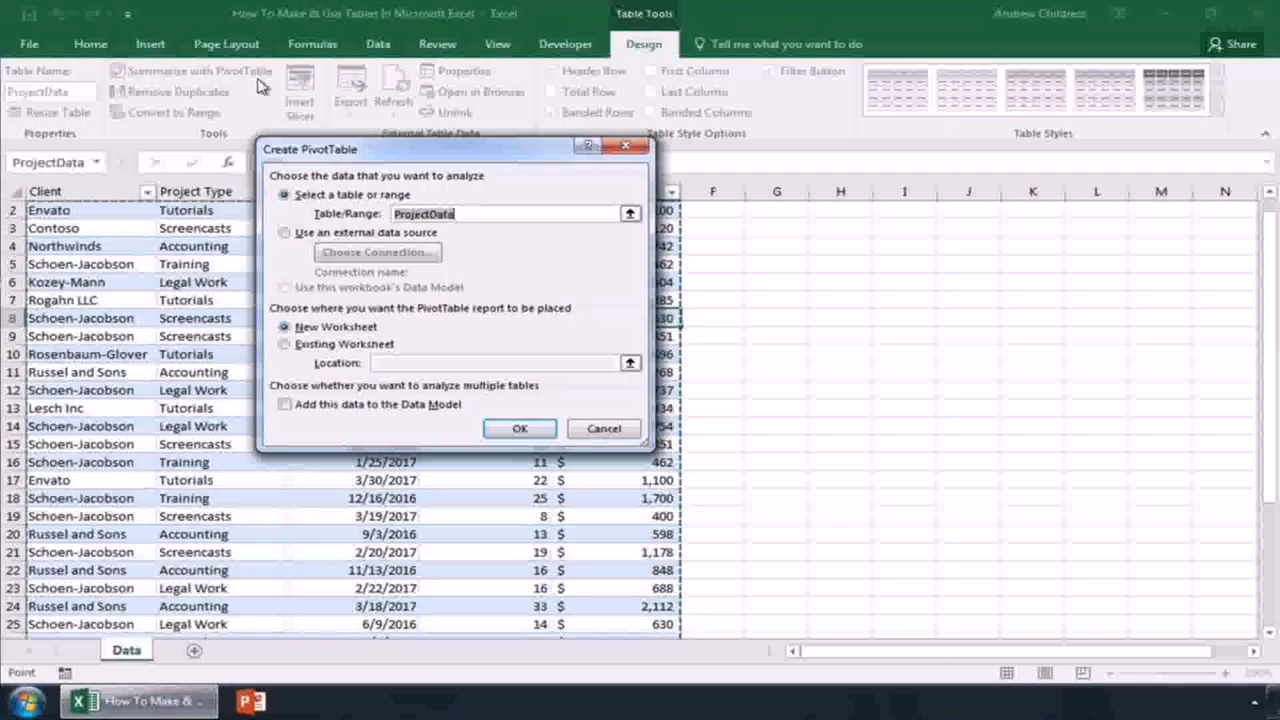 How To Make & Use Tables in Microsoft Excel - Excel
Table Tools
Andrew Childress
File Home Insert Page Layout Formulas Data Review View Developer Design Tell me what you want to do Share
Table Name:
ProjectData
Resize Table
Properties
Summarize with PivotTable
Remove Duplicates
Convert to Range
Tools
Insert
Slicer
Export
Refresh
Properties
Open in Browser
Unlink
External Table Data
Header Row
Total Row
Banded Rows
First Column
Last Column
Banded Columns
Filter Button
Table Style Options
Table Styles
ProjectData
fx
Create PivotTable
Choose the data that you want to analyze
Select a table or range
Table/Range: ProjectData
Use an external data source
Choose Connection...
Connection name:
Use this workbook's Data Model
Choose where you want the PivotTable report to be placed
New Worksheet
Existing Worksheet
Location:
Choose whether you want to analyze multiple tables
Add this data to the Data Model
OK Cancel
Client Project Type F G H I J K L M N
2 Envato Tutorials
3 Contoso Screencasts
4 Northwinds Accounting
5 Schoen-Jacobson Training
6 Kozey-Mann Legal Work
7 Rogahn LLC Tutorials
8 Schoen-Jacobson Screencasts
9 Schoen-Jacobson Screencasts
10 Rosenbaum-Glover Tutorials
11 Russel and Sons Accounting
12 Schoen-Jacobson Legal Work
13 Lesch Inc Tutorials
14 Schoen-Jacobson Legal Work
15 Schoen-Jacobson Screencasts
16 Schoen-Jacobson Training 1/25/2017 11 $ 462
17 Envato Tutorials 3/30/2017 22 $ 1,100
18 Schoen-Jacobson Training 12/16/2016 25 $ 1,700
19 Schoen-Jacobson Screencasts 3/19/2017 8 $ 400
20 Russel and Sons Accounting 9/3/2016 13 $ 598
21 Schoen-Jacobson Screencasts 2/20/2017 19 $ 1,178
22 Russel and Sons Accounting 11/13/2016 16 $ 848
23 Schoen-Jacobson Legal Work 2/22/2017 16 $ 688
24 Russel and Sons Accounting 3/18/2017 33 $ 2,112
25 Schoen-Jacobson Legal Work 6/9/2016 14 $ 630
Data
Point
How To Make & ...